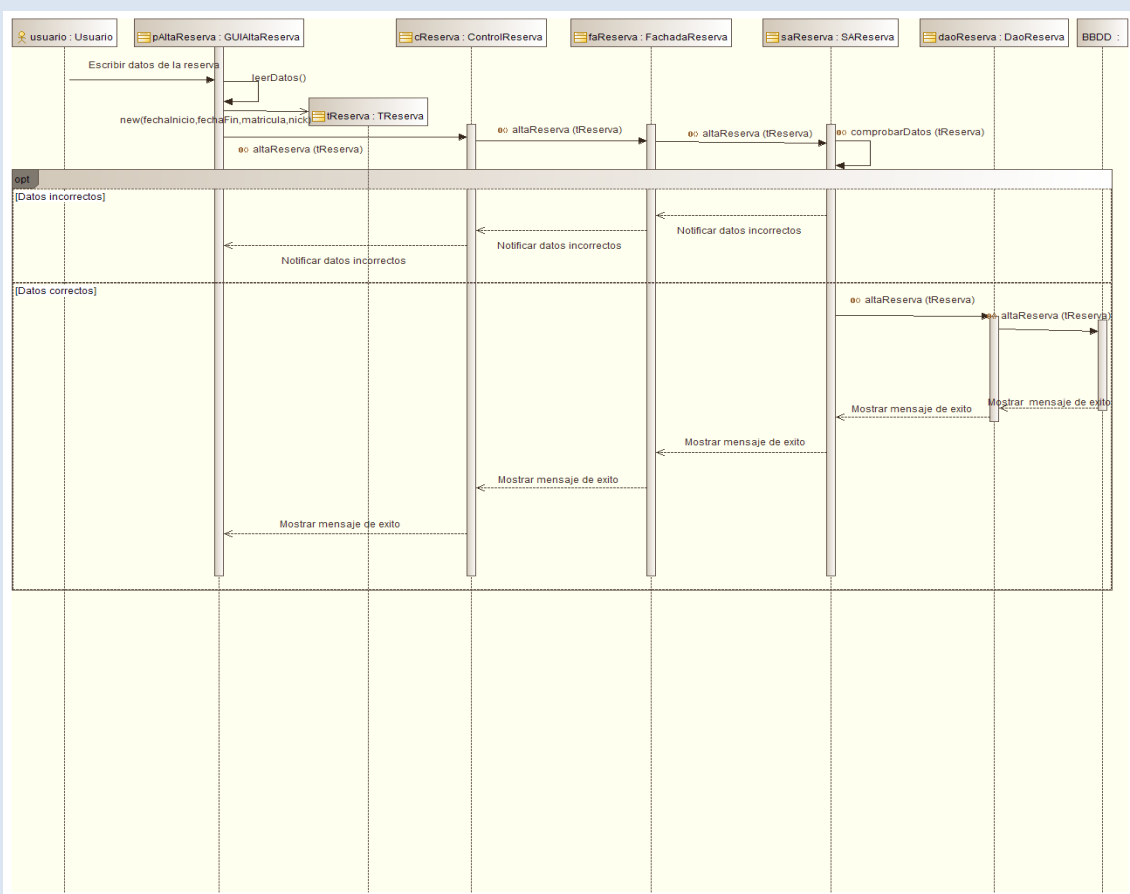 usuario : Usuario
pAltaReserva : GUIAltaReserva
cReserva : ControlReserva
faReserva : FachadaReserva
saReserva : SAReserva
daoReserva : DaoReserva
BBDD :
Escribir datos de la reserva
leerDatos()
new(fechaInicio,fechaFin,matricula,nick)
tReserva : TReserva
altaReserva (tReserva)
altaReserva (tReserva)
altaReserva (tReserva)
comprobarDatos (tReserva)
opt
[Datos incorrectos]
Notificar datos incorrectos
Notificar datos incorrectos
Notificar datos incorrectos
[Datos correctos]
altaReserva (tReserva)
altaReserva (tReserva)
Mostrar mensaje de exito
Mostrar mensaje de exito
Mostrar mensaje de exito
Mostrar mensaje de exito
Mostrar mensaje de exito